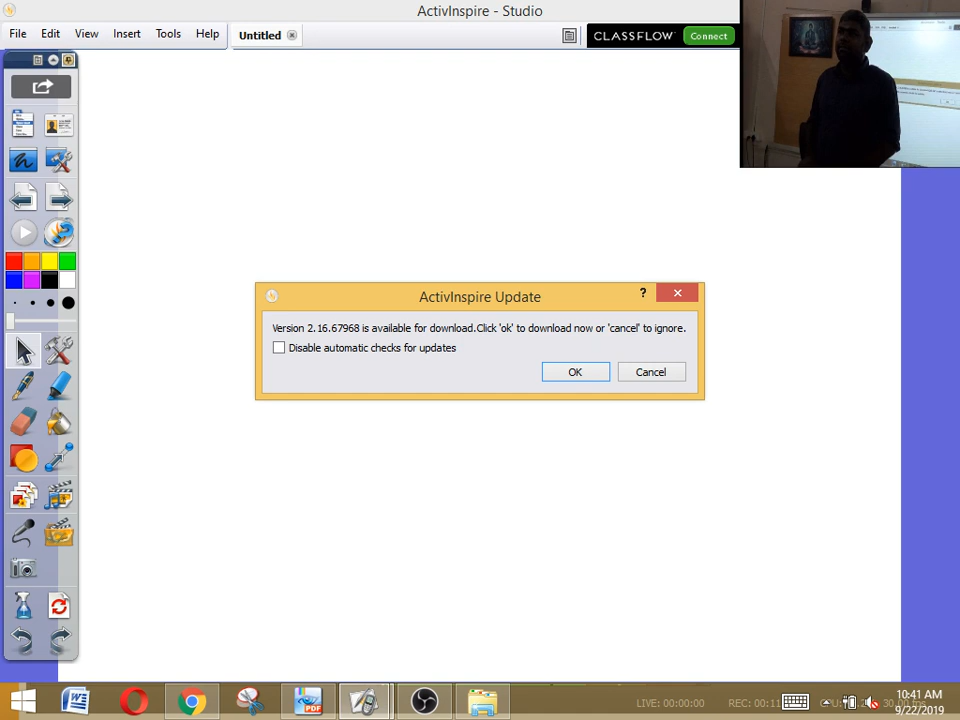 ActivInspire - Studio
File Edit View Insert Tools Help Untitled CLASSFLOW Connect
ActivInspire Update ?
Version 2.16.67968 is available for download.Click 'ok' to download now or 'cancel' to ignore.
Disable automatic checks for updates
OK Cancel
PDF
LIVE: 00:00:00
10:41 AM
9/22/2019